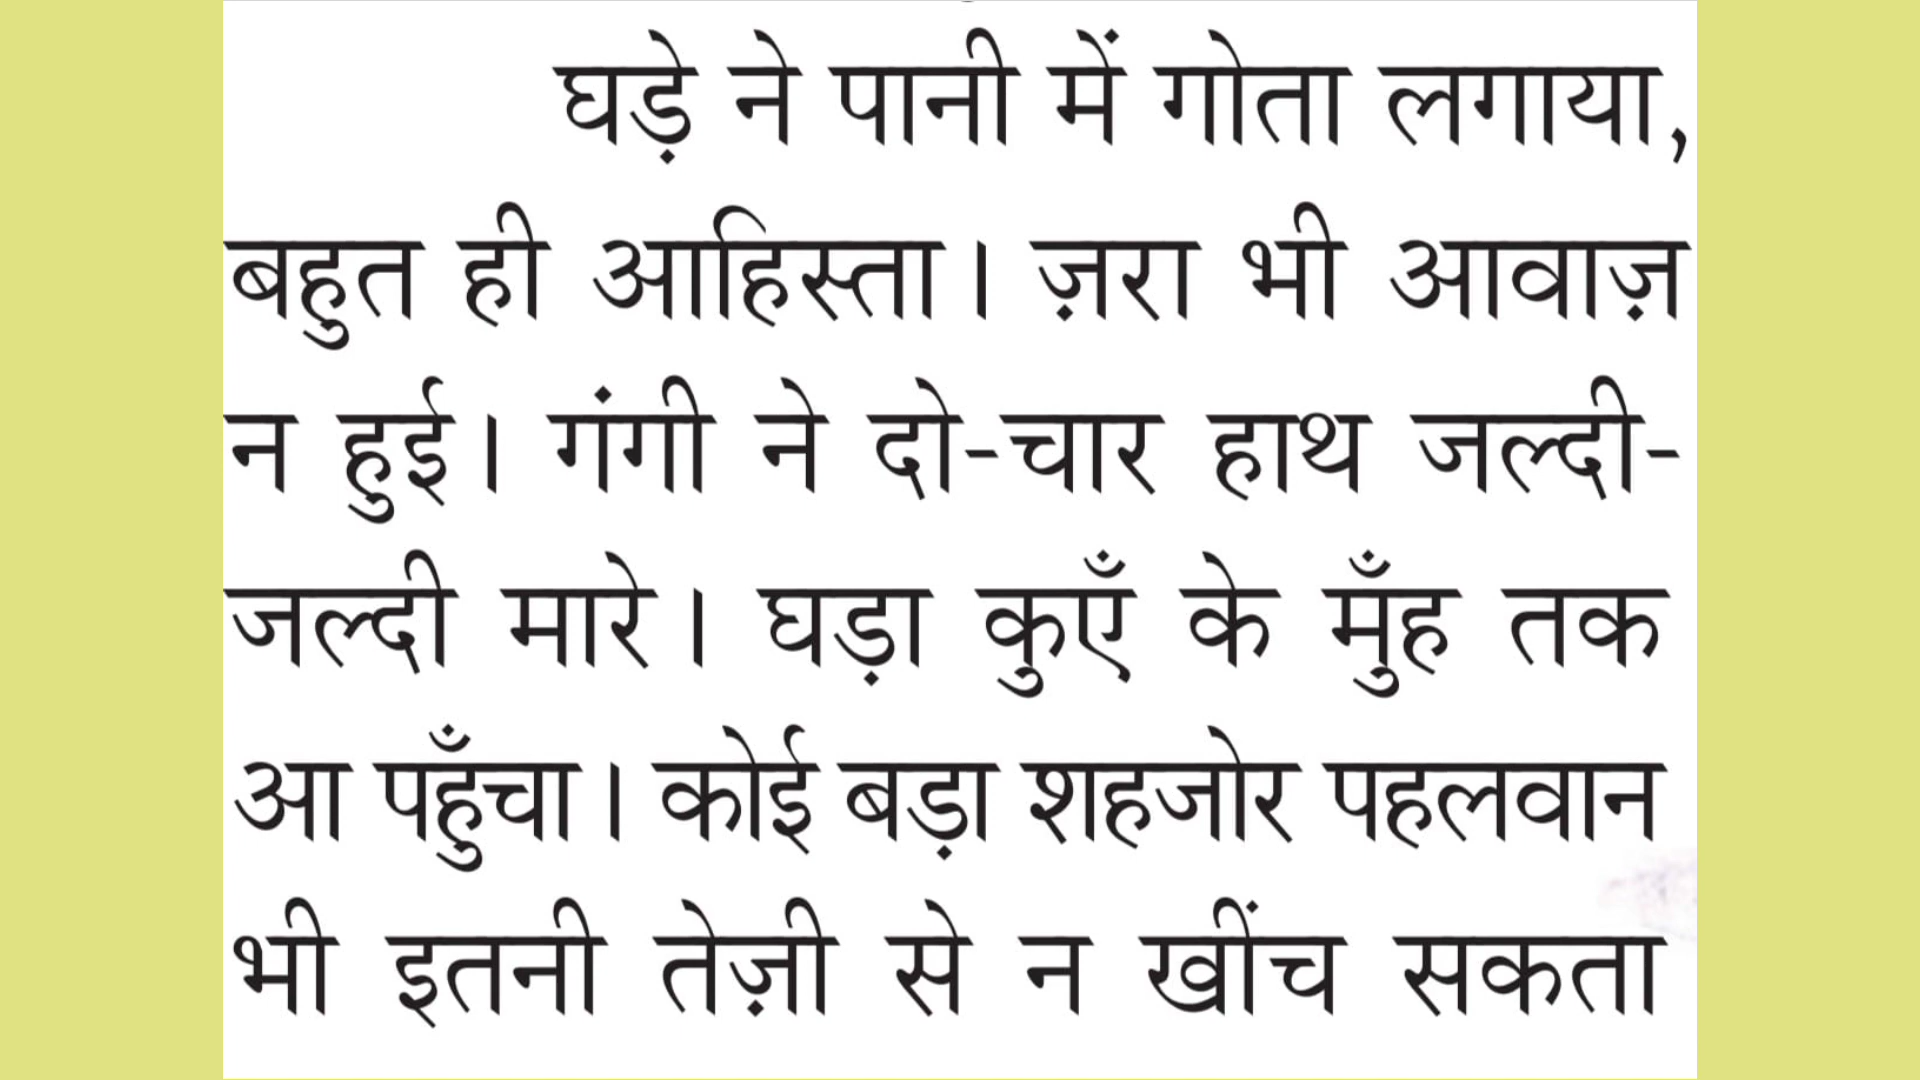 घड़े ने पानी में गोता लगाया,
बहुत ही आहिस्ता। ज़रा भी आवाज़
न हुई। गंगी ने दो-चार हाथ जल्दी-
जल्दी मारे। घड़ा कुएँ के मुँह तक
आ पहुँचा। कोई बड़ा शहजोर पहलवान
भी इतनी तेज़ी से न खींच सकता